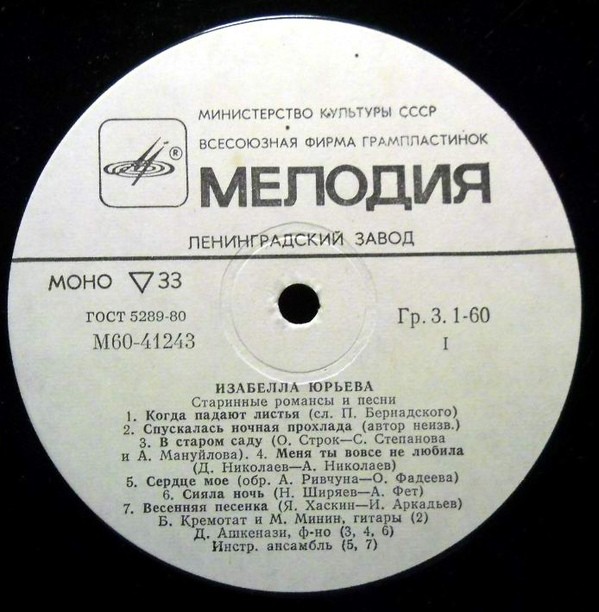 МИНИСТЕРСТВО КУЛЬТУРЫ СССР
ВСЕСОЮЗНАЯ ФИРМА ГРАМПЛАСТИНОК
®
МЕЛОДИЯ
ЛЕНИНГРАДСКИЙ ЗАВОД
МОНО ▽ 33
ГОСТ 5289-80
Гр. 3. 1-60
М60-41243
I
ИЗАБЕЛЛА ЮРЬЕВА
Старинные романсы и песни
1. Когда падают листья (сл. П. Бернадского)
2. Спускалась ночная прохлада (автор неизв.)
3. В старом саду (О. Строк—С. Степанова
и А. Мануйлова). 4. Меня ты вовсе не любила
(Д. Николаев—А. Николаев)
5. Сердце мое (обр. А. Ривчуна—О. Фадеева)
6. Сияла ночь (Н. Ширяев—А. Фет)
7. Весенняя песенка (Я. Хаскин—И. Аркадьев)
Б. Кремотат и М. Минин, гитары (2)
Д. Ашкенази, ф-но (3, 4, 6)
Инстр. ансамбль (5, 7)